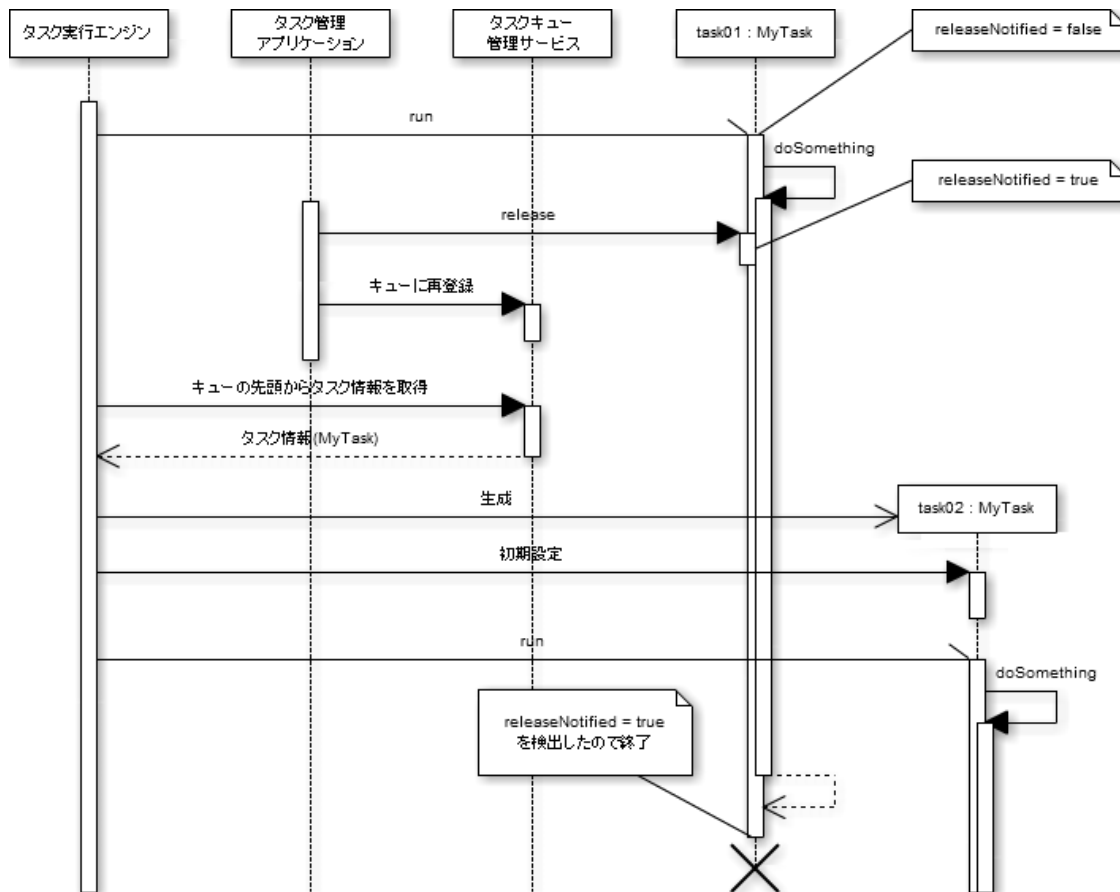 タスク実行エンジン
タスク管理
アプリケーション
タスクキュー
管理サービス
task01 : MyTask
releaseNotified = false
run
doSomething
releaseNotified = true
release
キューに再登録
キューの先頭からタスク情報を取得
タスク情報(MyTask)
生成
task02 : MyTask
初期設定
run
doSomething
releaseNotified = true
を検出したので終了